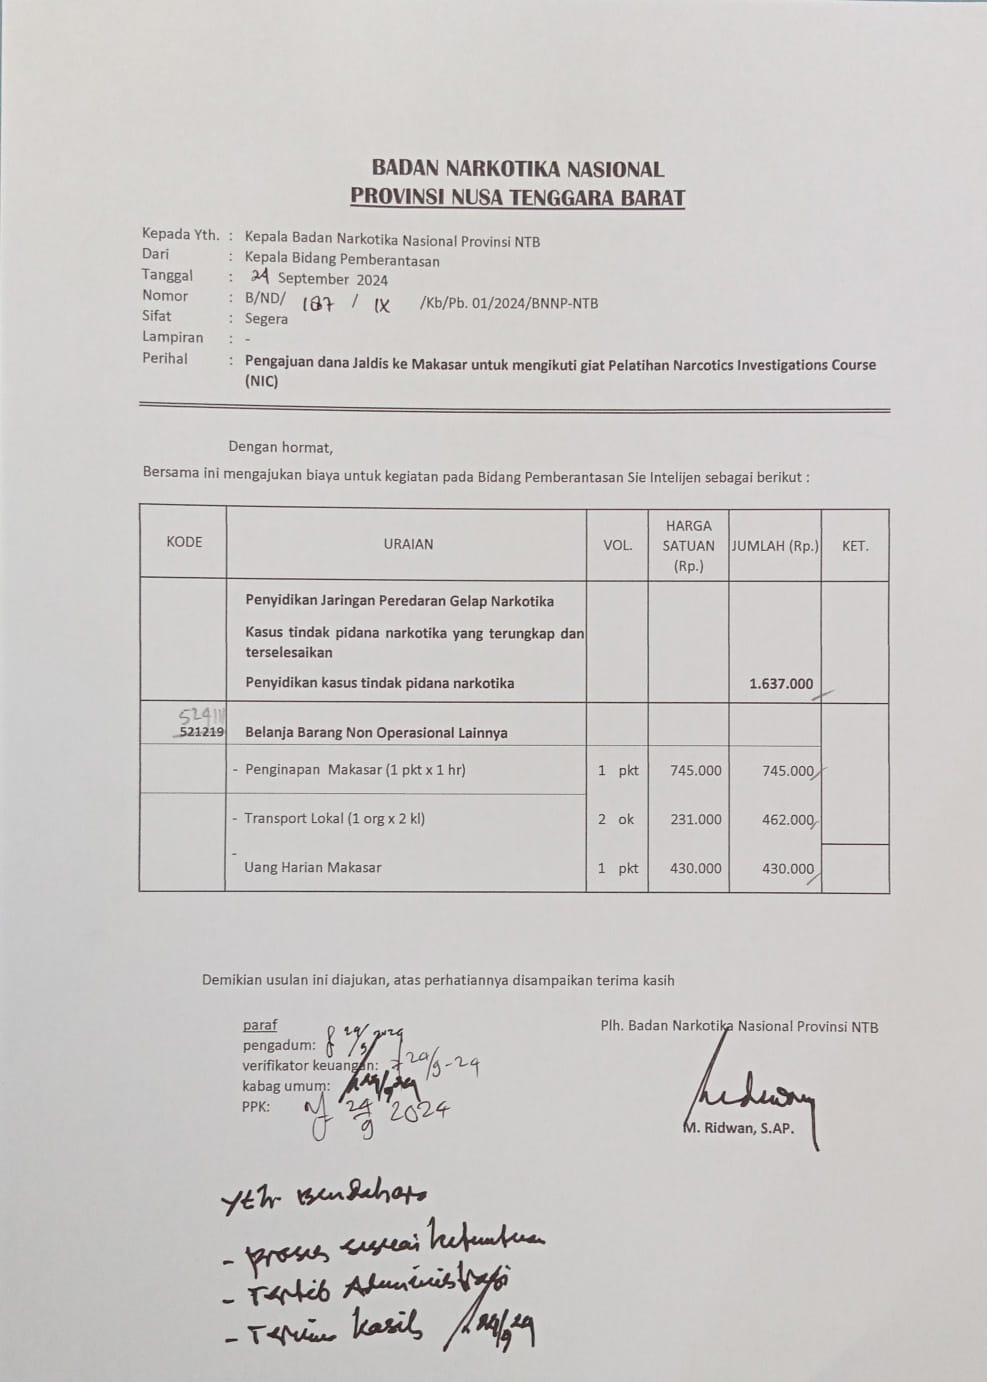 BADAN NARKOTIKA NASIONAL
PROVINSI NUSA TENGGARA BARAT
Kepada Yth. : Kepala Badan Narkotika Nasional Provinsi NTB
Dari : Kepala Bidang Pemberantasan
Tanggal : 24 September 2024
Nomor : B/ND/ 187 / IX /Kb/Pb. 01/2024/BNNP-NTB
Sifat : Segera
Lampiran : -
Perihal : Pengajuan dana Jaldis ke Makasar untuk mengikuti giat Pelatihan Narcotics Investigations Course
(NIC)
Dengan hormat,
Bersama ini mengajukan biaya untuk kegiatan pada Bidang Pemberantasan Sie Intelijen sebagai berikut :
KODE URAIAN VOL. HARGA SATUAN (Rp.) JUMLAH (Rp.) KET.
Penyidikan Jaringan Peredaran Gelap Narkotika
Kasus tindak pidana narkotika yang terungkap dan
terselesaikan
Penyidikan kasus tindak pidana narkotika 1.637.000
524111
521219 Belanja Barang Non Operasional Lainnya
- Penginapan Makasar (1 pkt x 1 hr) 1 pkt 745.000 745.000
- Transport Lokal (1 org x 2 kl) 2 ok 231.000 462.000
-
Uang Harian Makasar 1 pkt 430.000 430.000
Demikian usulan ini diajukan, atas perhatiannya disampaikan terima kasih
paraf
Plh. Badan Narkotika Nasional Provinsi NTB
pengadum: 24/9 2024
verifikator keuangan: 24/9-24
kabag umum: 24/9 24
PPK: 24/9 2024
M. Ridwan, S.AP.
Yth Bendahara
- proses sesuai ketentuan
- Tertib Administrasi
- Terima kasih 24/9 24